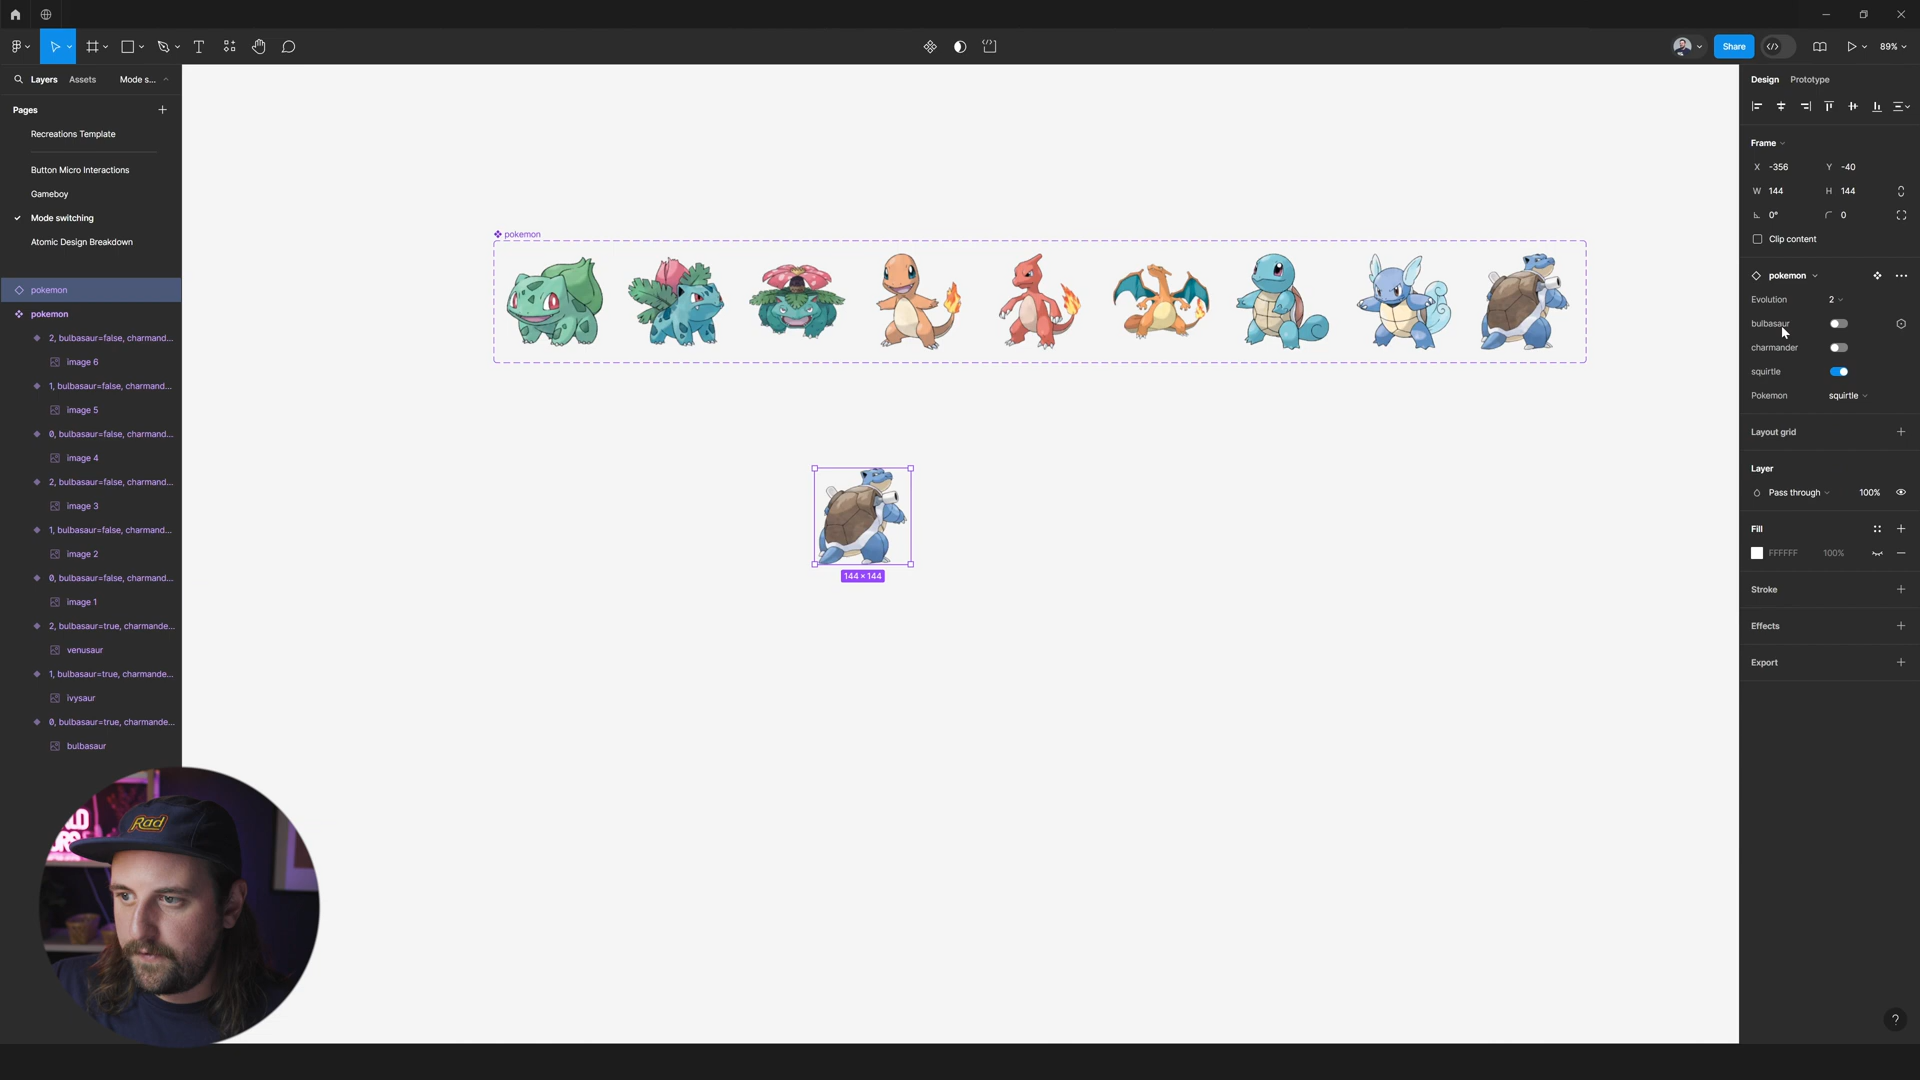 Share
89%
Layers Assets Mode s...
Design Prototype
Pages
Recreations Template
Button Micro Interactions
Gameboy
Mode switching
Atomic Design Breakdown
pokemon
pokemon
2, bulbasaur=false, charmand...
image 6
1, bulbasaur=false, charmand...
image 5
0, bulbasaur=false, charmand...
image 4
2, bulbasaur=false, charmand...
image 3
1, bulbasaur=false, charmand...
image 2
0, bulbasaur=false, charmand...
image 1
2, bulbasaur=true, charmande...
venusaur
1, bulbasaur=true, charmande...
ivysaur
0, bulbasaur=true, charmande...
bulbasaur
pokemon
144 × 144
Rad
Frame
X -356 Y -40
W 144 H 144
0° 0
Clip content
pokemon
Evolution 2
bulbasaur
charmander
squirtle
Pokemon squirtle
Layout grid
Layer
Pass through 100%
Fill
FFFFFF 100%
Stroke
Effects
Export
?